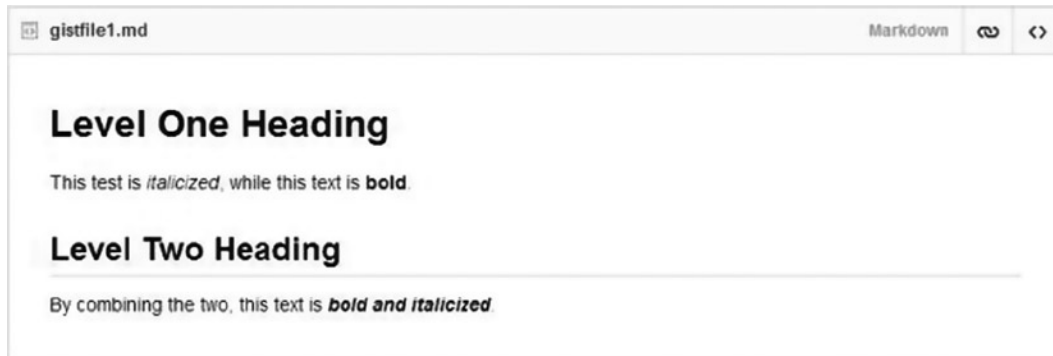 gistfile1.md Markdown
Level One Heading
This test is italicized, while this text is bold.
Level Two Heading
By combining the two, this text is bold and italicized.